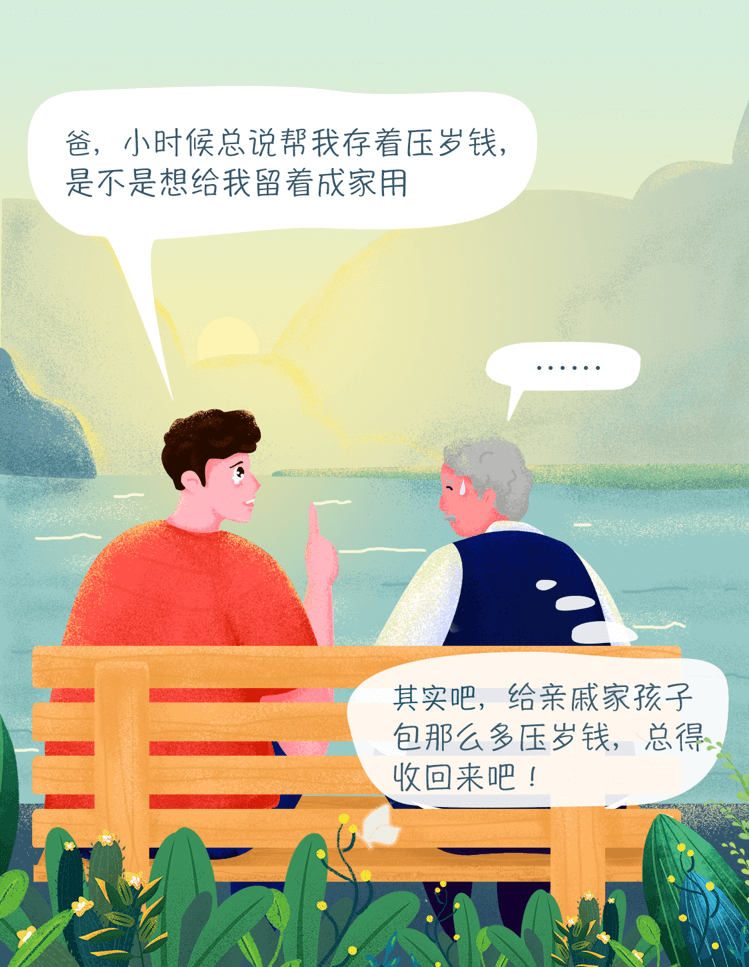 爸，小时候总说帮我存着压岁钱，
是不是想给我留着成家用
……
其实吧，给亲戚家孩子
包那么多压岁钱，总得
收回来吧！